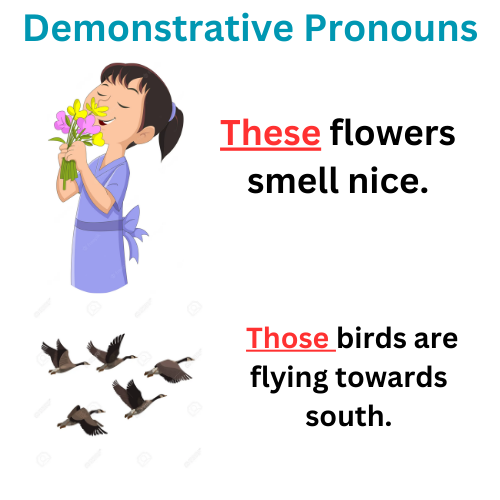 Demonstrative Pronouns
These flowers
smell nice.
Those birds are
flying towards
south.